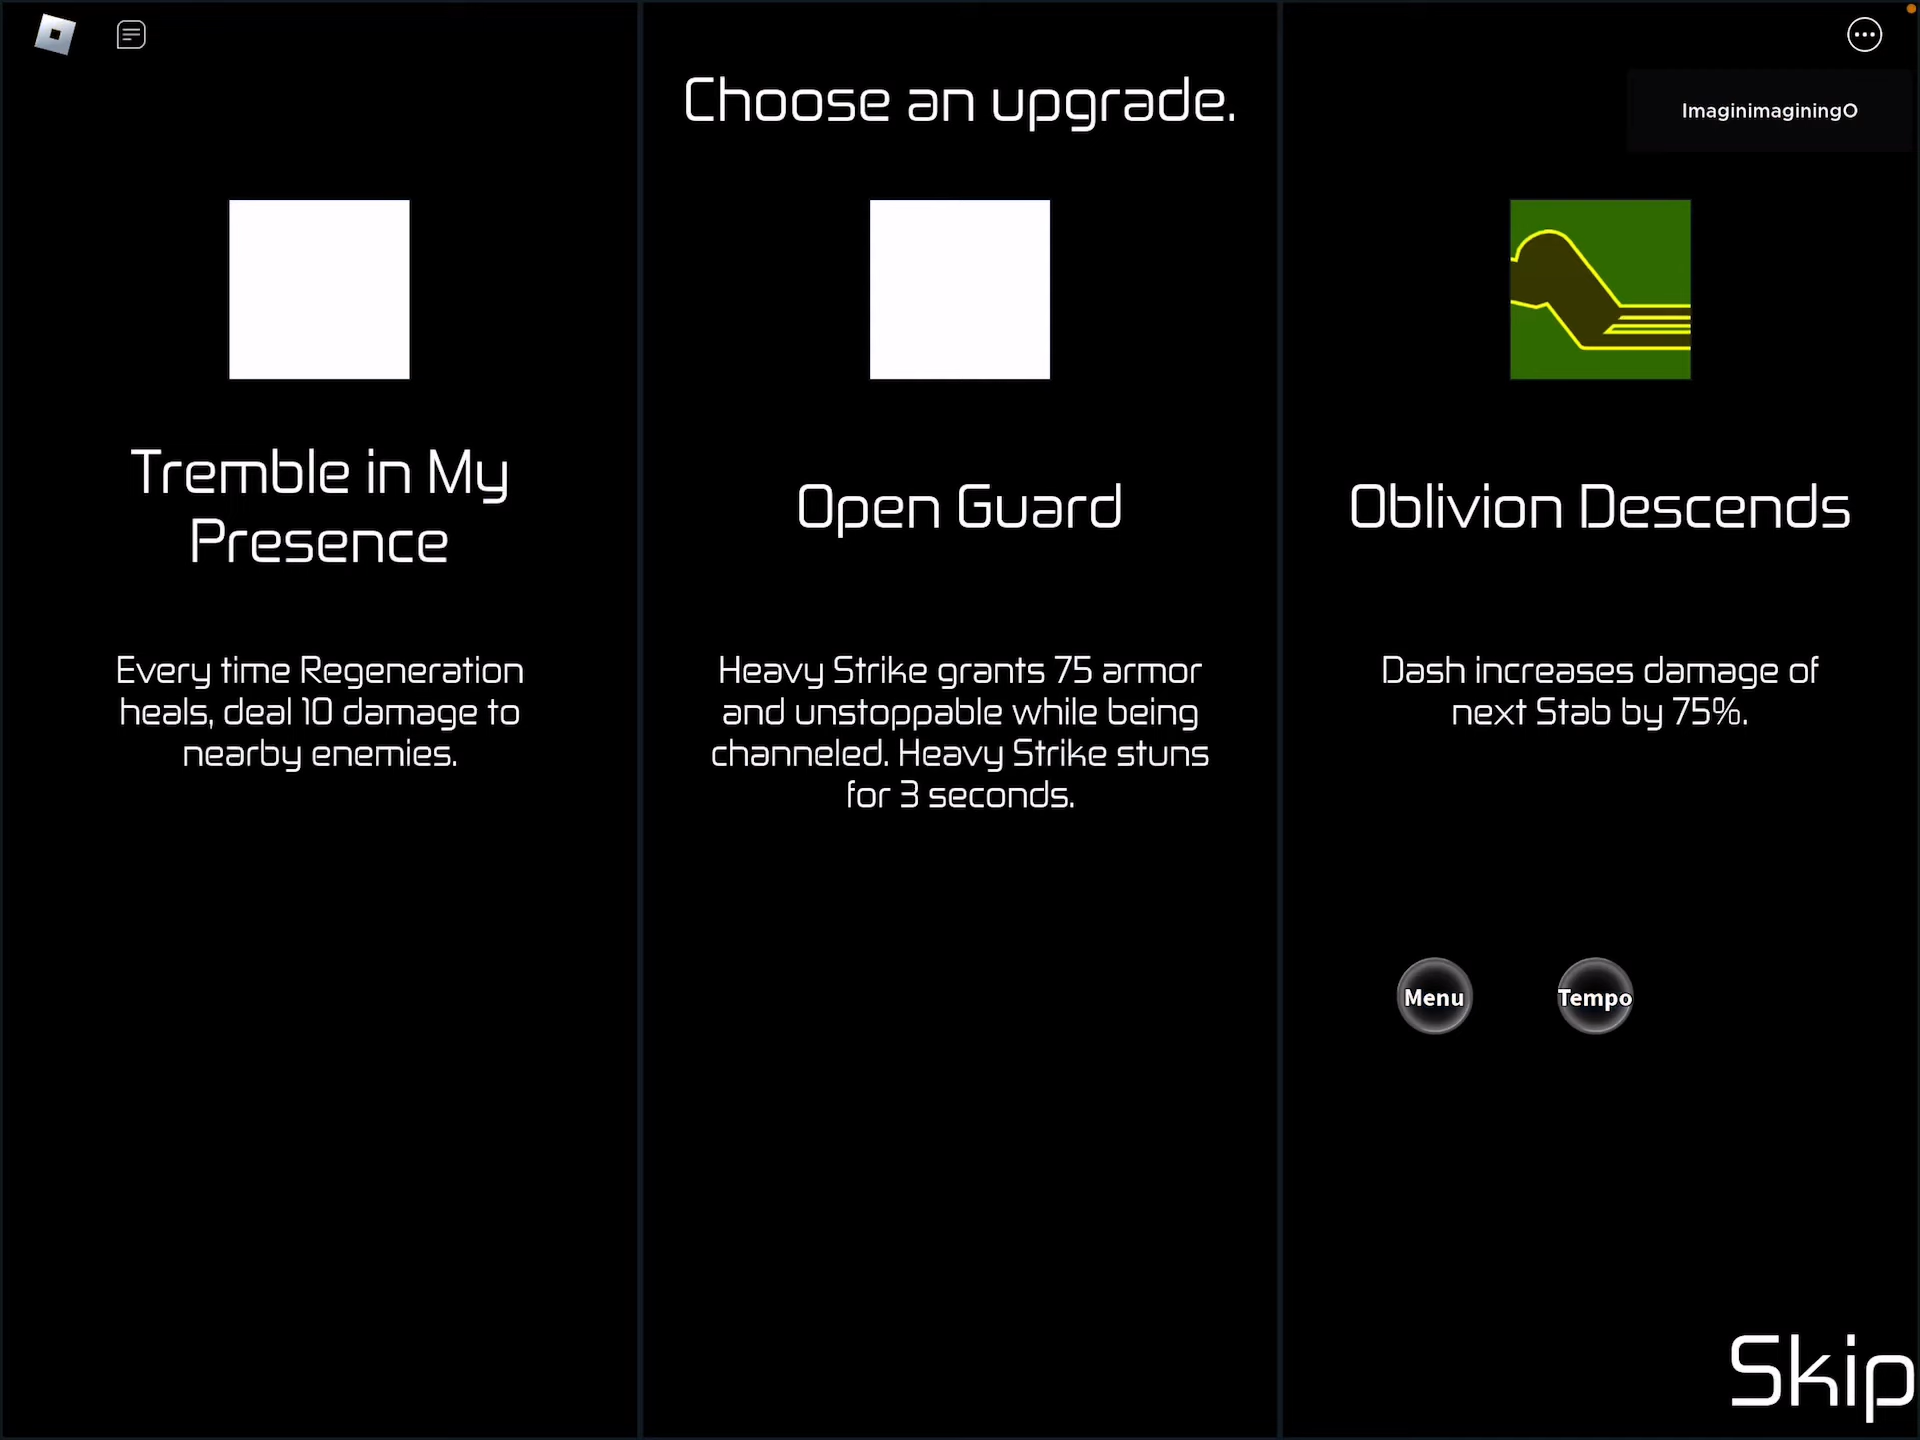 Choose an upgrade.
ImaginimaginingO
Tremble in My
Presence
Every time Regeneration
heals, deal 10 damage to
nearby enemies.
Open Guard
Heavy Strike grants 75 armor
and unstoppable while being
channeled. Heavy Strike stuns
for 3 seconds.
Oblivion Descends
Dash increases damage of
next Stab by 75%.
Menu
Tempo
Skip